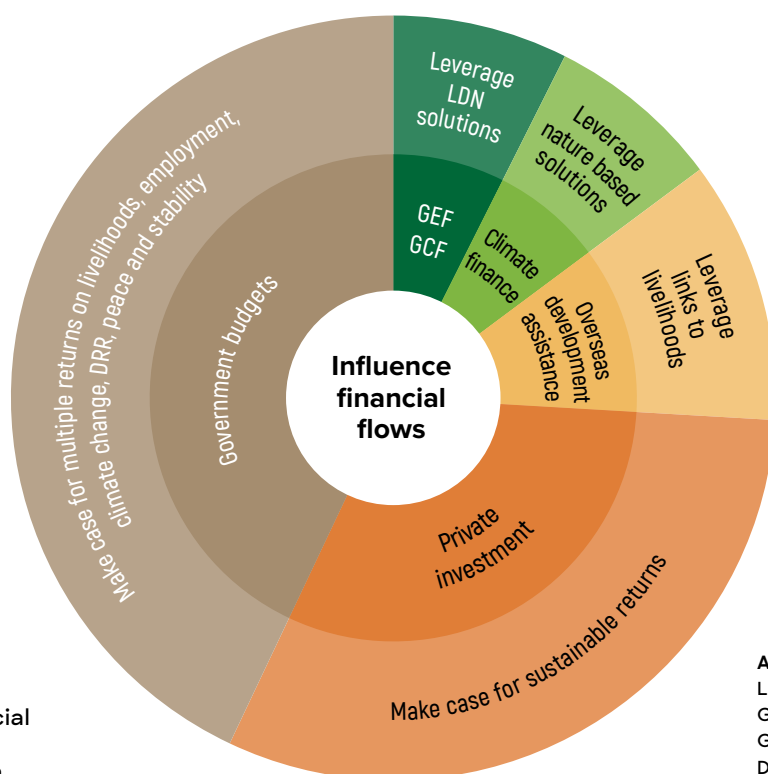 Leverage
LDN
solutions
Leverage
nature based
solutions
Leverage
links to
livelihoods
GEF
GCF
Climate
finance
Overseas
development
assistance
Influence
financial
flows
Government budgets
Make case for multiple returns on livelihoods, employment,
climate change, DRR, peace and stability
Private
investment
Make case for sustainable returns